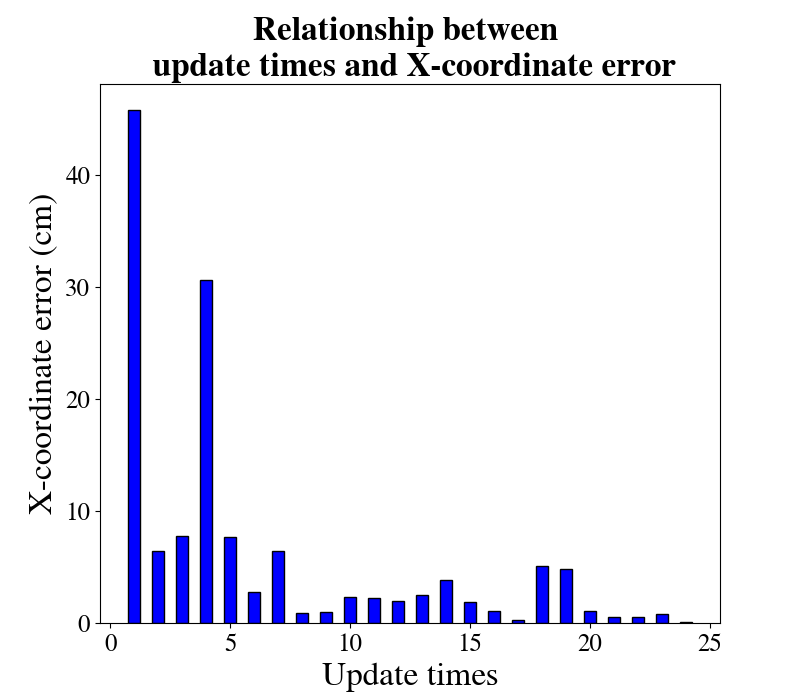 Relationship between
update times and X-coordinate error
X-coordinate error (cm)
40
30
20
10
0
0 5 10 15 20 25
Update times